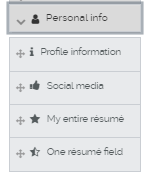 Personal info
Profile information
Social media
My entire résumé
One résumé field